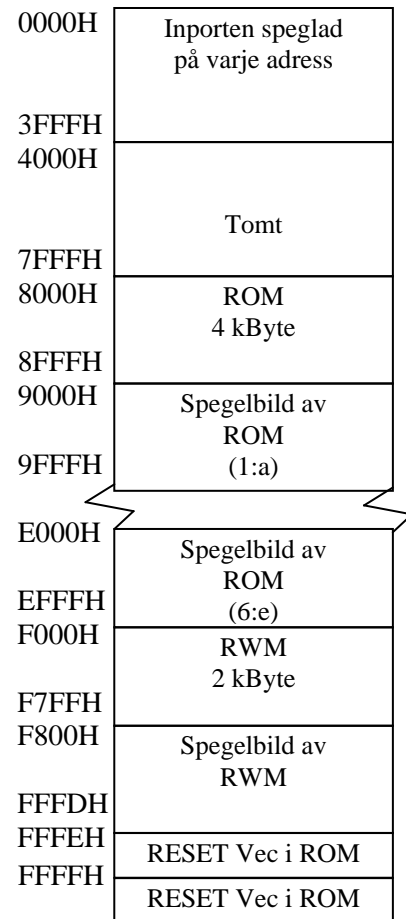 0000H
Inporten speglad
på varje adress
3FFFH
4000H
Tomt
7FFFH
8000H
ROM
4 kByte
8FFFH
9000H
Spegelbild av
ROM
(1:a)
9FFFH
E000H
Spegelbild av
ROM
(6:e)
EFFFH
F000H
RWM
2 kByte
F7FFH
F800H
Spegelbild av
RWM
FFFDH
FFFEH
RESET Vec i ROM
FFFFH
RESET Vec i ROM